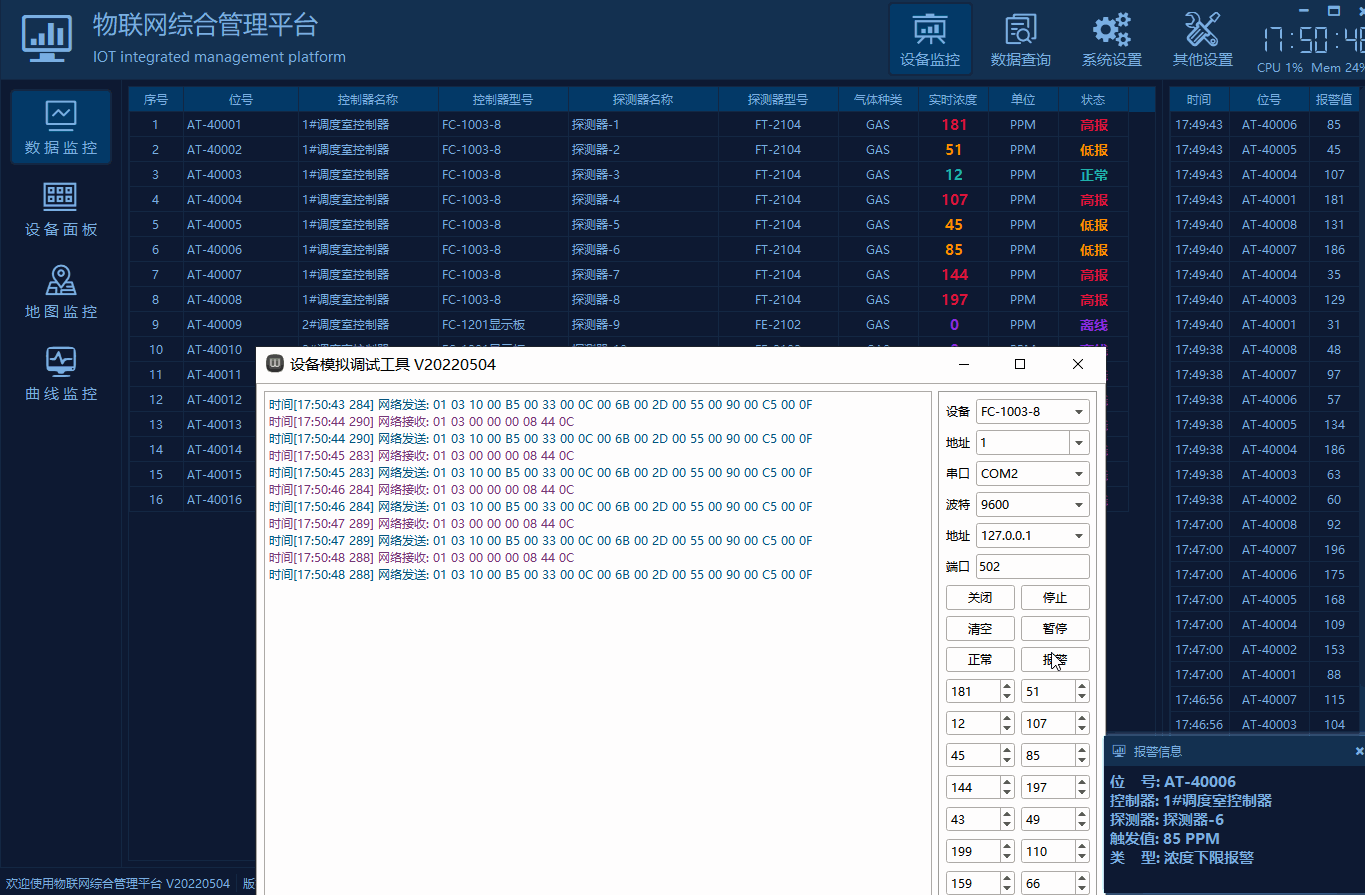 物联网综合管理平台
IOT integrated management platform
设备监控
数据查询
系统设置
其他设置
CPU 1% Mem 24%
数据监控
设备面板
地图监控
曲线监控
序号 位号 控制器名称 控制器型号 探测器名称 探测器型号 气体种类 实时浓度 单位 状态
1 AT-40001 1#调度室控制器 FC-1003-8 探测器-1 FT-2104 GAS 181 PPM 高报
2 AT-40002 1#调度室控制器 FC-1003-8 探测器-2 FT-2104 GAS 51 PPM 低报
3 AT-40003 1#调度室控制器 FC-1003-8 探测器-3 FT-2104 GAS 12 PPM 正常
4 AT-40004 1#调度室控制器 FC-1003-8 探测器-4 FT-2104 GAS 107 PPM 高报
5 AT-40005 1#调度室控制器 FC-1003-8 探测器-5 FT-2104 GAS 45 PPM 低报
6 AT-40006 1#调度室控制器 FC-1003-8 探测器-6 FT-2104 GAS 85 PPM 低报
7 AT-40007 1#调度室控制器 FC-1003-8 探测器-7 FT-2104 GAS 144 PPM 高报
8 AT-40008 1#调度室控制器 FC-1003-8 探测器-8 FT-2104 GAS 197 PPM 高报
9 AT-40009 2#调度室控制器 FC-1201显示板 探测器-9 FE-2102 GAS 0 PPM 离线
10 AT-40010
11 AT-40011
12 AT-40012
13 AT-40013
14 AT-40014
15 AT-40015
16 AT-40016
时间 位号 报警值
17:49:43 AT-40006 85
17:49:43 AT-40005 45
17:49:43 AT-40004 107
17:49:43 AT-40001 181
17:49:40 AT-40008 131
17:49:40 AT-40007 186
17:49:40 AT-40004 35
17:49:40 AT-40003 129
17:49:40 AT-40001 31
17:49:38 AT-40008 48
17:49:38 AT-40007 97
17:49:38 AT-40006 57
17:49:38 AT-40005 134
17:49:38 AT-40004 186
17:49:38 AT-40003 63
17:49:38 AT-40002 60
17:47:00 AT-40008 92
17:47:00 AT-40007 196
17:47:00 AT-40006 175
17:47:00 AT-40005 168
17:47:00 AT-40004 109
17:47:00 AT-40002 153
17:47:00 AT-40001 88
17:46:56 AT-40007 115
17:46:56 AT-40003 104
设备模拟调试工具 V20220504
时间[17:50:43 284] 网络发送: 01 03 10 00 B5 00 33 00 0C 00 6B 00 2D 00 55 00 90 00 C5 00 0F
时间[17:50:44 290] 网络接收: 01 03 00 00 00 08 44 0C
时间[17:50:44 290] 网络发送: 01 03 10 00 B5 00 33 00 0C 00 6B 00 2D 00 55 00 90 00 C5 00 0F
时间[17:50:45 283] 网络接收: 01 03 00 00 00 08 44 0C
时间[17:50:45 283] 网络发送: 01 03 10 00 B5 00 33 00 0C 00 6B 00 2D 00 55 00 90 00 C5 00 0F
时间[17:50:46 284] 网络接收: 01 03 00 00 00 08 44 0C
时间[17:50:46 284] 网络发送: 01 03 10 00 B5 00 33 00 0C 00 6B 00 2D 00 55 00 90 00 C5 00 0F
时间[17:50:47 289] 网络接收: 01 03 00 00 00 08 44 0C
时间[17:50:47 289] 网络发送: 01 03 10 00 B5 00 33 00 0C 00 6B 00 2D 00 55 00 90 00 C5 00 0F
时间[17:50:48 288] 网络接收: 01 03 00 00 00 08 44 0C
时间[17:50:48 288] 网络发送: 01 03 10 00 B5 00 33 00 0C 00 6B 00 2D 00 55 00 90 00 C5 00 0F
设备 FC-1003-8
地址 1
串口 COM2
波特 9600
地址 127.0.0.1
端口 502
关闭 停止
清空 暂停
正常 报警
181 51
12 107
45 85
144 197
43 49
199 110
159 66
报警信息
位 号: AT-40006
控制器: 1#调度室控制器
探测器: 探测器-6
触发值: 85 PPM
类 型: 浓度下限报警
欢迎使用物联网综合管理平台 V20220504 版